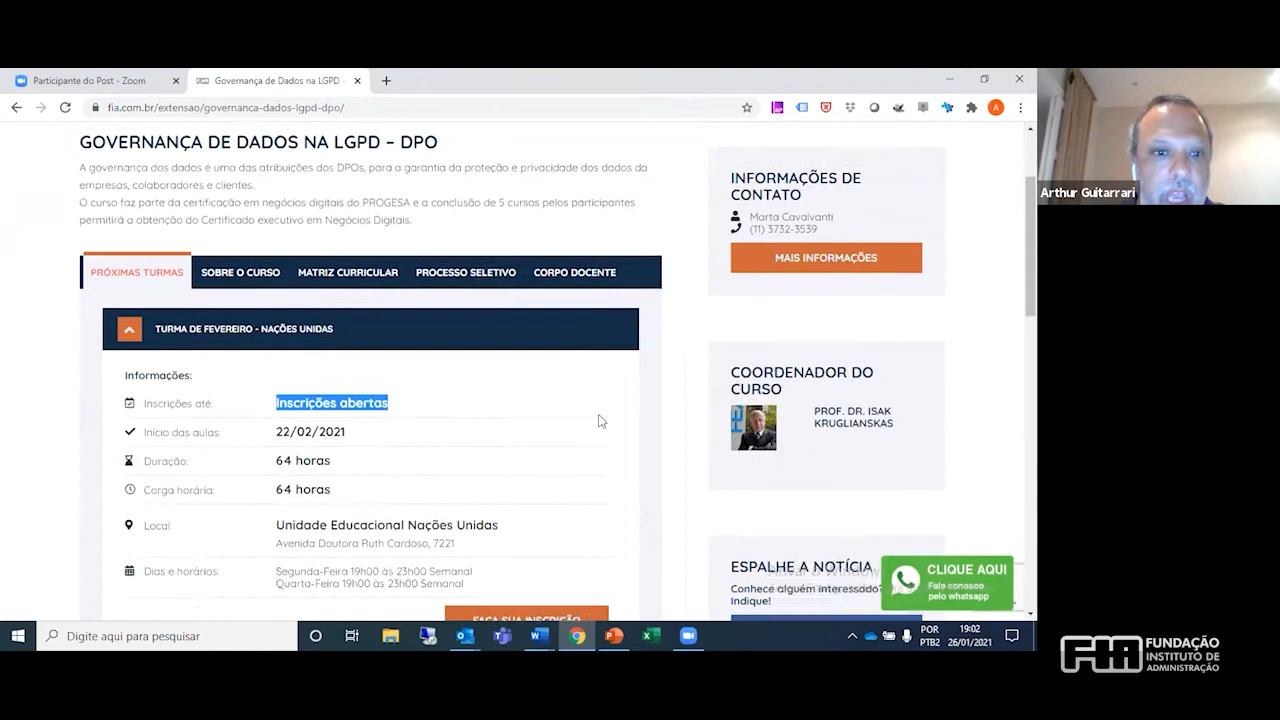 Participante do Post - Zoom
Governança de Dados na LGPD -
fia.com.br/extensao/governanca-dados-lgpd-dpo/
GOVERNANÇA DE DADOS NA LGPD – DPO
A governança dos dados é uma das atribuições dos DPOs, para a garantia da proteção e privacidade dos dados da
empresas, colaboradores e clientes.
O curso faz parte da certificação em negócios digitais do PROGESA e a conclusão de 5 cursos pelos participantes
permitirá a obtenção do Certificado executivo em Negócios Digitais.
PRÓXIMAS TURMAS
SOBRE O CURSO
MATRIZ CURRICULAR
PROCESSO SELETIVO
CORPO DOCENTE
TURMA DE FEVEREIRO - NAÇÕES UNIDAS
Informações:
Inscrições até: Inscrições abertas
Início das aulas: 22/02/2021
Duração: 64 horas
Carga horária: 64 horas
Local: Unidade Educacional Nações Unidas
Avenida Doutora Ruth Cardoso, 7221
Dias e horários: Segunda-Feira 19h00 às 23h00 Semanal
Quarta-Feira 19h00 às 23h00 Semanal
FAÇA SUA INSCRIÇÃO
INFORMAÇÕES DE
CONTATO
Marta Cavalvanti
(11) 3732-3539
MAIS INFORMAÇÕES
COORDENADOR DO
CURSO
PROF. DR. ISAK
KRUGLIANSKAS
ESPALHE A NOTÍCIA
Conhece alguém interessado?
Indique!
CLIQUE AQUI
Fale conosco
pelo whatsapp
Arthur Guitarrari
Digite aqui para pesquisar
POR
PTB2
19:02
26/01/2021
FIA
FUNDAÇÃO
INSTITUTO DE
ADMINISTRAÇÃO